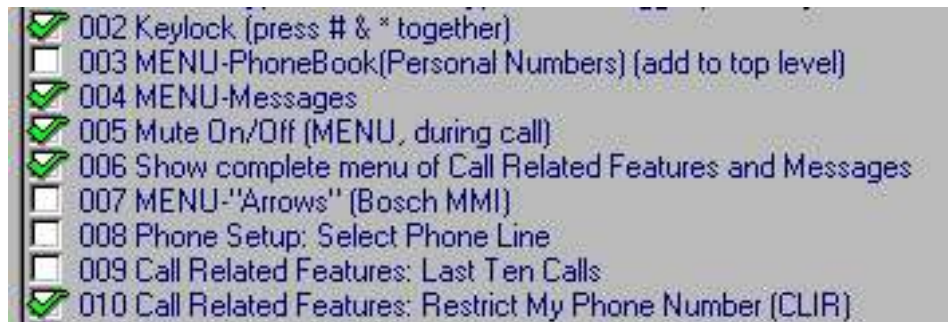 002 Keylock (press # & * together)
003 MENU-PhoneBook(Personal Numbers) (add to top level)
004 MENU-Messages
005 Mute On/Off (MENU, during call)
006 Show complete menu of Call Related Features and Messages
007 MENU-"Arrows" (Bosch MMI)
008 Phone Setup: Select Phone Line
009 Call Related Features: Last Ten Calls
010 Call Related Features: Restrict My Phone Number (CLIR)